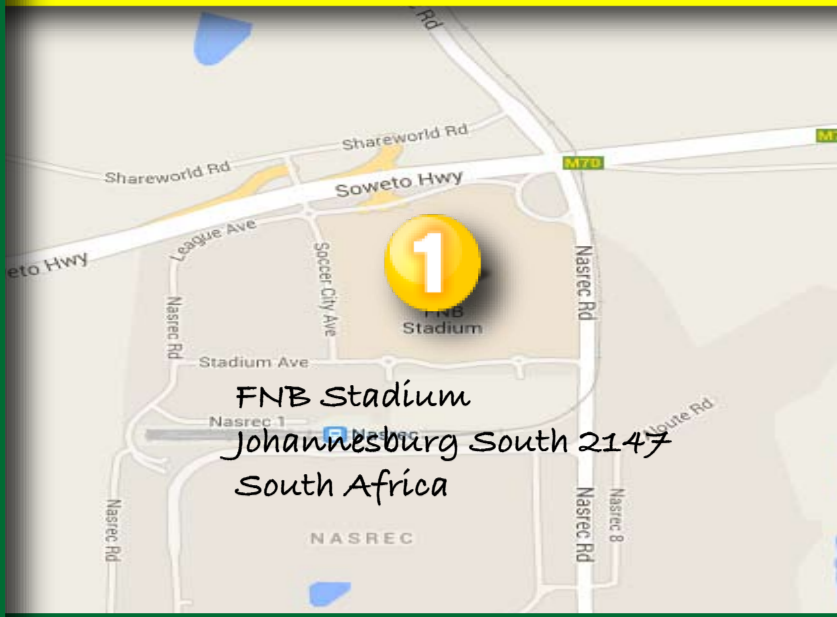 Rd
Shareworld Rd
Shareworld Rd
M70
Soweto Hwy
League Ave
eto Hwy
Soccer City Ave
1
Nasrec Rd
Nasrec Rd
FNB
Stadium
Stadium Ave
FNB Stadium
Nasrec 1
Nasrec
Johannesburg South 2147
South Africa
Nasrec Rd
NASREC
Nasrec Rd
Nasrec 8
Rd